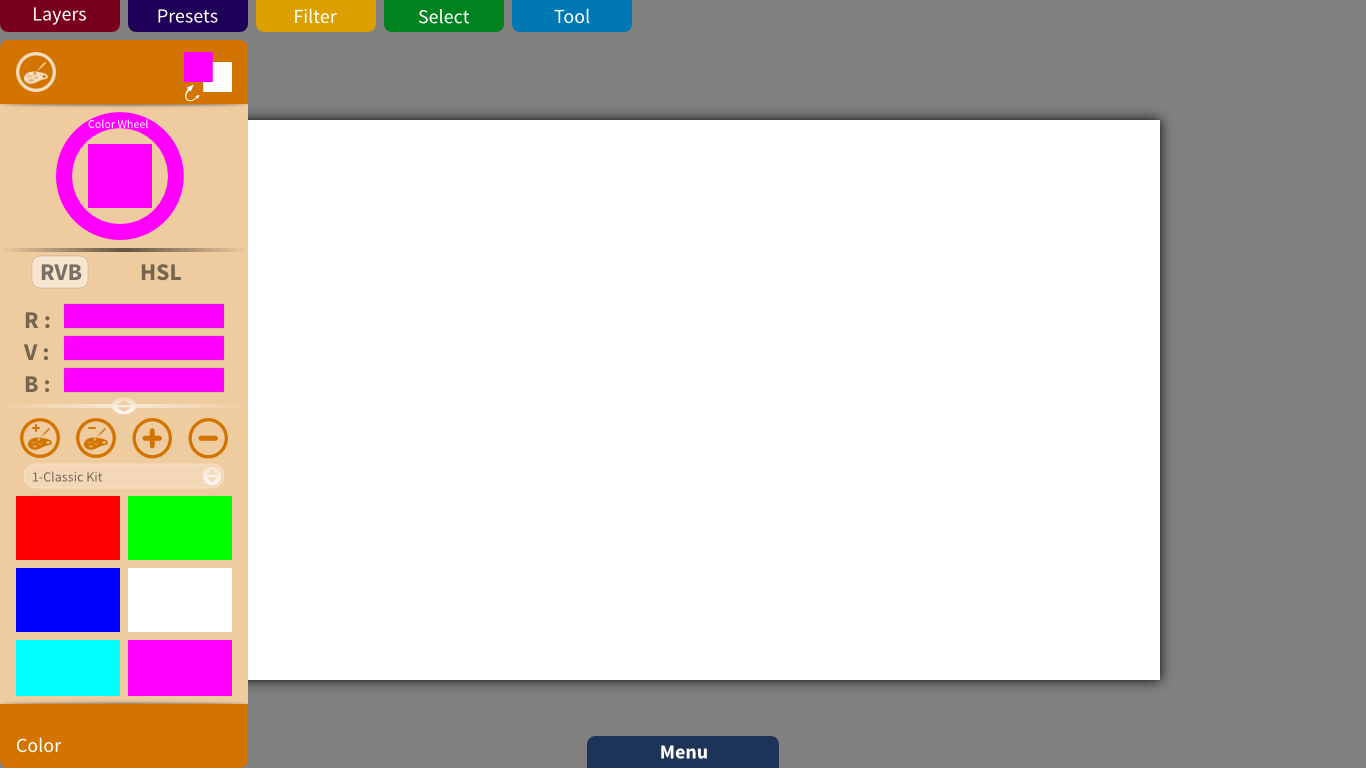 Layers
Presets
Filter
Select
Tool
Color Wheel
RVB
HSL
R :
V :
B :
1-Classic Kit
Color
Menu